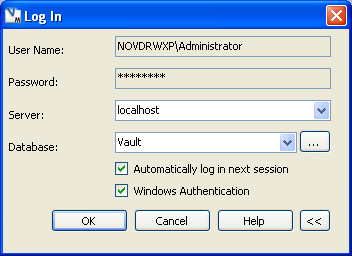 Log In
User Name: NOVDRWXP\Administrator
Password: ********
Server: localhost
Database: Vault ...
Automatically log in next session
Windows Authentication
OK Cancel Help <<